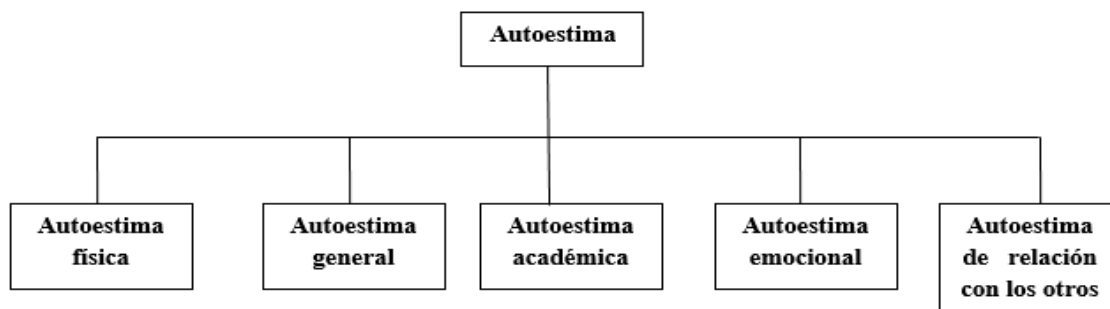 Autoestima
Autoestima
física
Autoestima
general
Autoestima
académica
Autoestima
emocional
Autoestima
de relación
con los otros